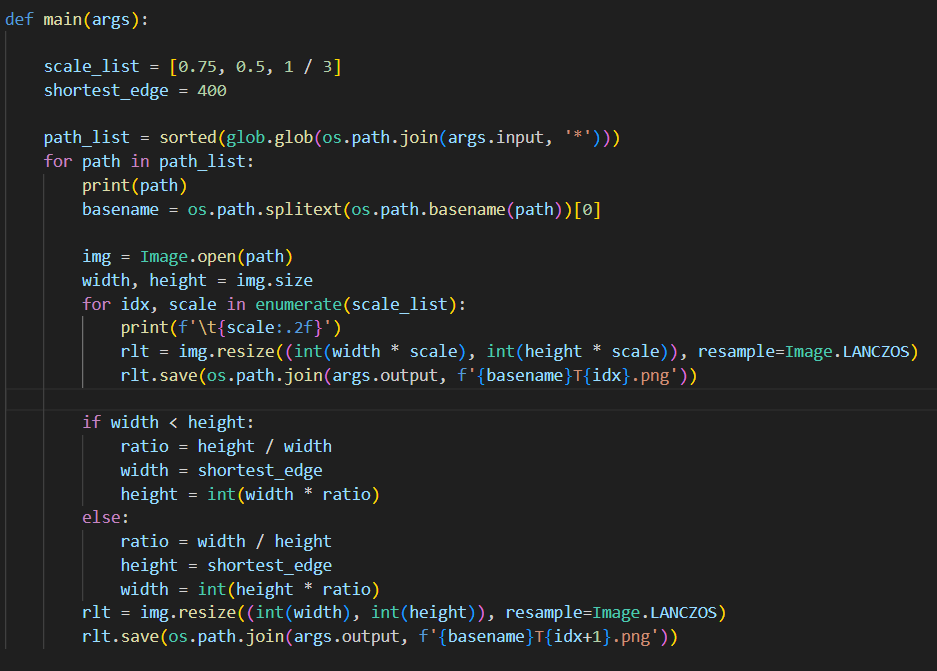 def main(args):
    scale_list = [0.75, 0.5, 1 / 3]
    shortest_edge = 400
    path_list = sorted(glob.glob(os.path.join(args.input, '*')))
    for path in path_list:
        print(path)
        basename = os.path.splitext(os.path.basename(path))[0]
        img = Image.open(path)
        width, height = img.size
        for idx, scale in enumerate(scale_list):
            print(f'\t{scale:.2f}')
            rlt = img.resize((int(width * scale), int(height * scale)), resample=Image.LANCZOS)
            rlt.save(os.path.join(args.output, f'{basename}T{idx}.png'))
        if width < height:
            ratio = height / width
            width = shortest_edge
            height = int(width * ratio)
        else:
            ratio = width / height
            height = shortest_edge
            width = int(height * ratio)
        rlt = img.resize((int(width), int(height)), resample=Image.LANCZOS)
        rlt.save(os.path.join(args.output, f'{basename}T{idx+1}.png'))